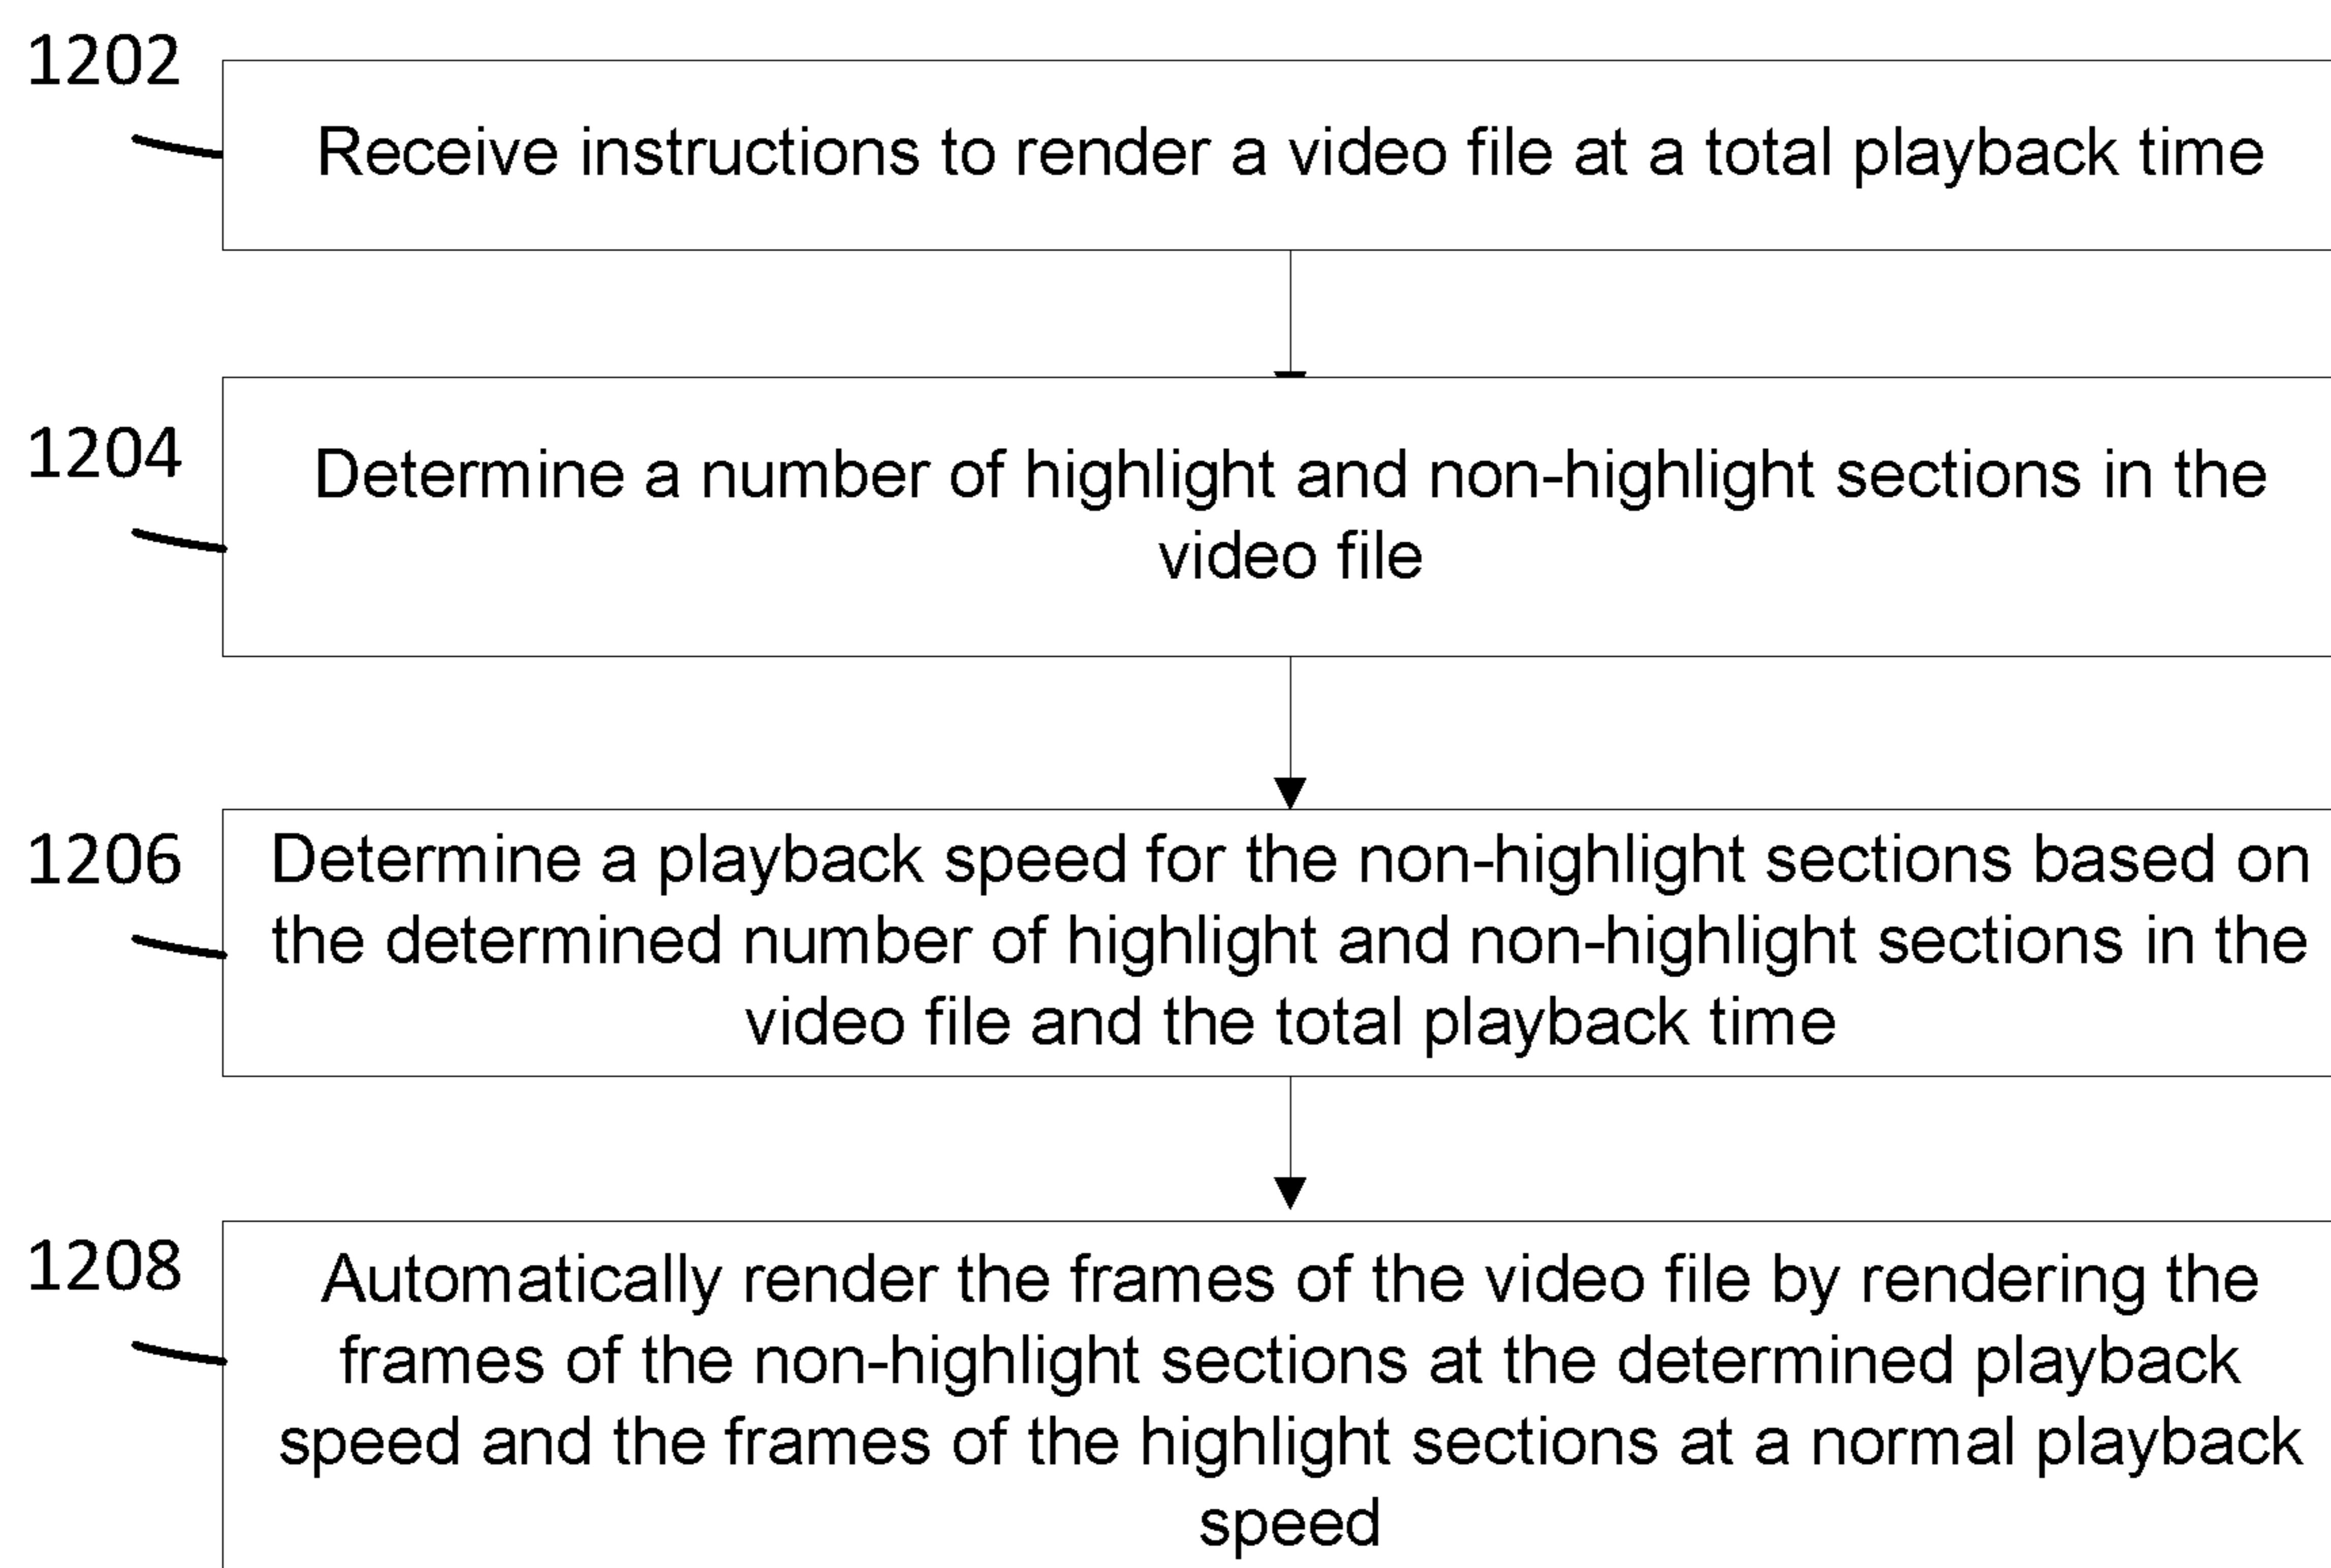 1202
Receive instructions to render a video file at a total playback time
1204
Determine a number of highlight and non-highlight sections in the
video file
1206
Determine a playback speed for the non-highlight sections based on
the determined number of highlight and non-highlight sections in the
video file and the total playback time
1208
Automatically render the frames of the video file by rendering the
frames of the non-highlight sections at the determined playback
speed and the frames of the highlight sections at a normal playback
speed